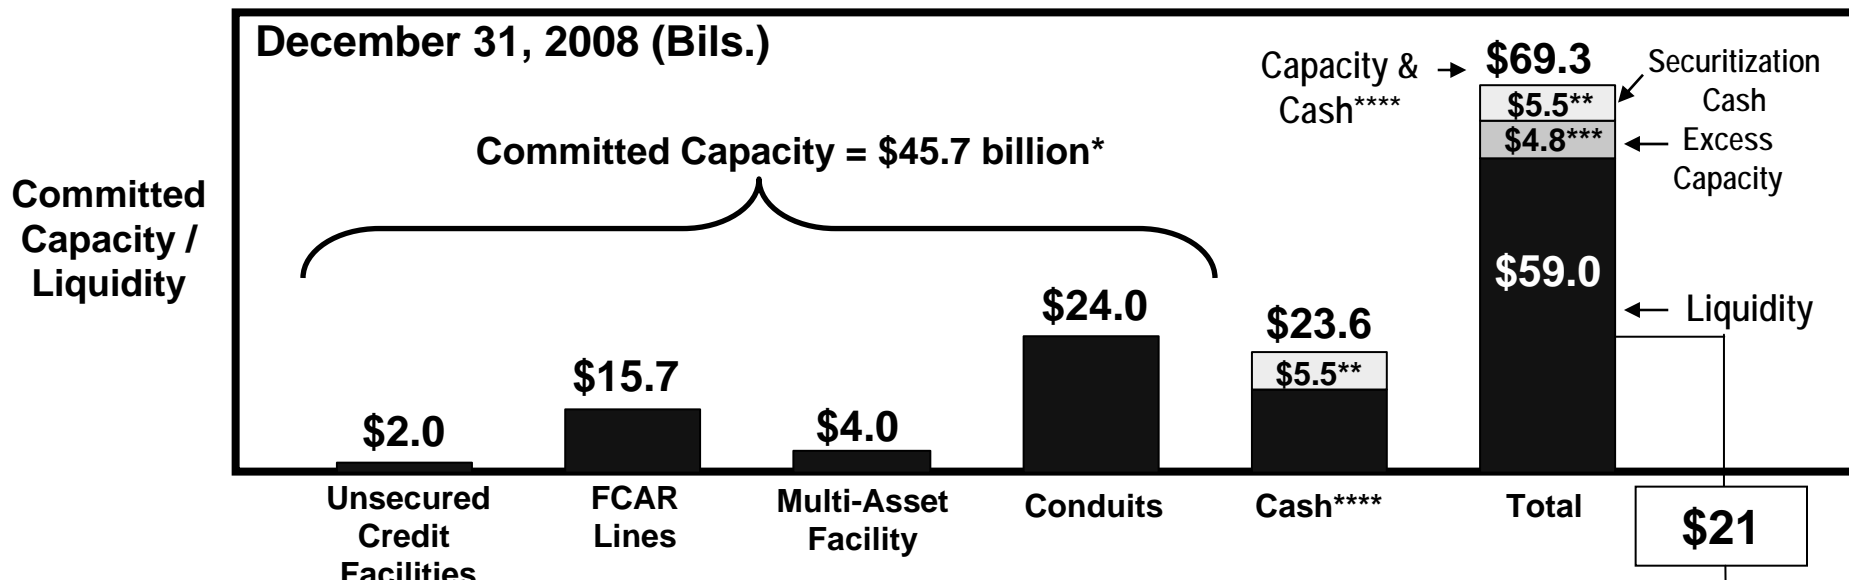 December 31, 2008 (Bils.)
Capacity &
Cash****
$69.3
Securitization
Cash
$5.5**
$4.8***
Excess
Capacity
Committed Capacity = $45.7 billion*
Committed
Capacity /
Liquidity
$59.0
Liquidity
$2.0
$15.7
$4.0
$24.0
$23.6
$5.5**
Unsecured
Credit
Facilities
FCAR
Lines
Multi-Asset
Facility
Conduits
Cash****
Total
$21